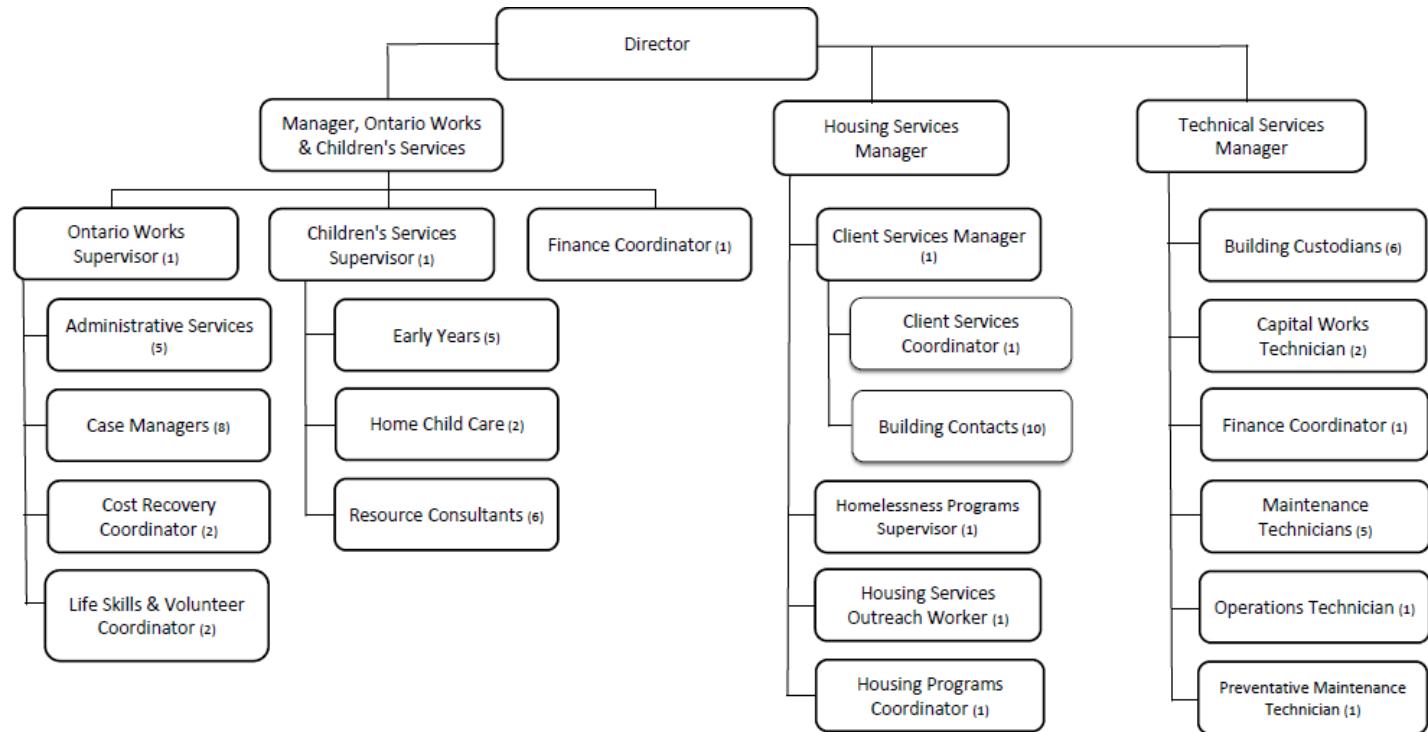 Director
Manager, Ontario Works
& Children's Services
Housing Services
Manager
Technical Services
Manager
Ontario Works
Supervisor (1)
Children's Services
Supervisor (1)
Finance Coordinator (1)
Administrative Services
(5)
Case Managers (8)
Cost Recovery
Coordinator (2)
Life Skills & Volunteer
Coordinator (2)
Early Years (5)
Home Child Care (2)
Resource Consultants (6)
Client Services Manager
(1)
Client Services
Coordinator (1)
Building Contacts (10)
Homelessness Programs
Supervisor (1)
Housing Services
Outreach Worker (1)
Housing Programs
Coordinator (1)
Building Custodians (6)
Capital Works
Technician (2)
Finance Coordinator (1)
Maintenance
Technicians (5)
Operations Technician (1)
Preventative Maintenance
Technician (1)